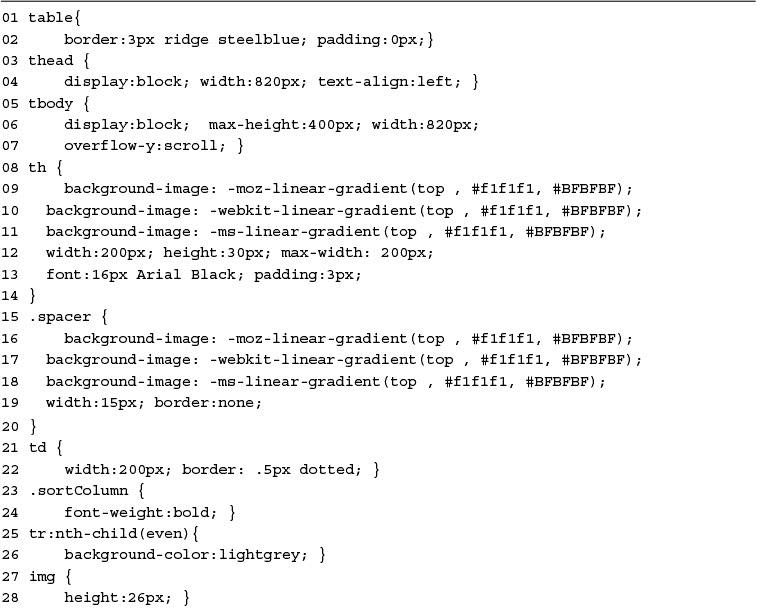 01 table{
02     border:3px ridge steelblue; padding:0px;}
03 thead {
04     display:block; width:820px; text-align:left; }
05 tbody {
06     display:block;  max-height:400px; width:820px;
07     overflow-y:scroll; }
08 th {
09     background-image: -moz-linear-gradient(top , #f1f1f1, #BFBFBF);
10   background-image: -webkit-linear-gradient(top , #f1f1f1, #BFBFBF);
11   background-image: -ms-linear-gradient(top , #f1f1f1, #BFBFBF);
12   width:200px; height:30px; max-width: 200px;
13   font:16px Arial Black; padding:3px;
14 }
15 .spacer {
16     background-image: -moz-linear-gradient(top , #f1f1f1, #BFBFBF);
17   background-image: -webkit-linear-gradient(top , #f1f1f1, #BFBFBF);
18   background-image: -ms-linear-gradient(top , #f1f1f1, #BFBFBF);
19   width:15px; border:none;
20 }
21 td {
22     width:200px; border: .5px dotted; }
23 .sortColumn {
24     font-weight:bold; }
25 tr:nth-child(even){
26     background-color:lightgrey; }
27 img {
28     height:26px; }